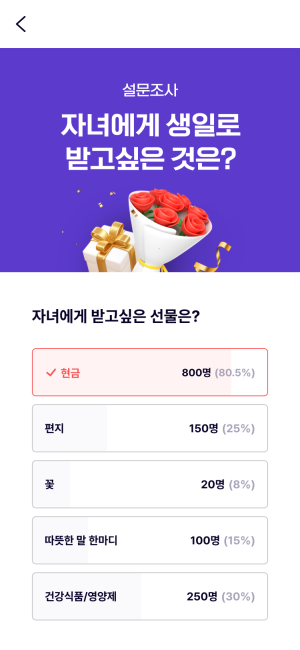 설문조사
자녀에게 생일로
받고싶은 것은?
자녀에게 받고싶은 선물은?
현금 800명 (80.5%)
편지 150명 (25%)
꽃 20명 (8%)
따뜻한 말 한마디 100명 (15%)
건강식품/영양제 250명 (30%)